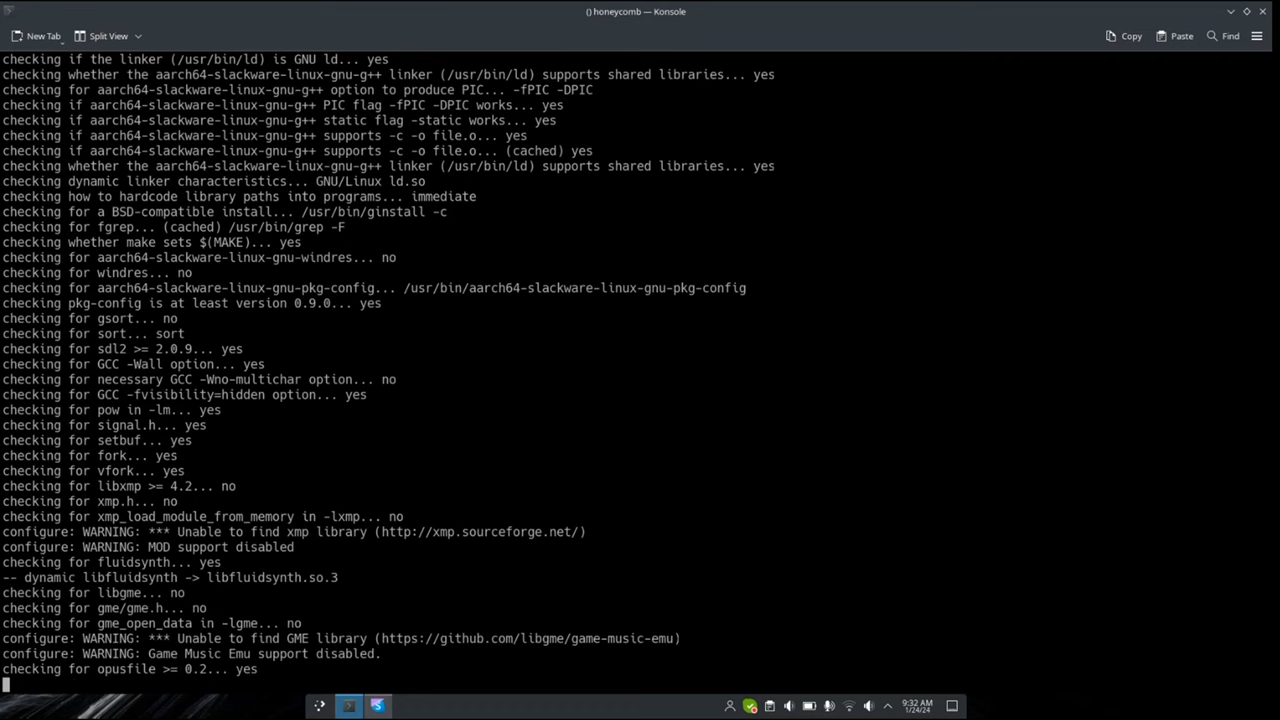 () honeycomb — Konsole
New Tab
Split View
Copy
Paste
Find
checking if the linker (/usr/bin/ld) is GNU ld... yes
checking whether the aarch64-slackware-linux-gnu-g++ linker (/usr/bin/ld) supports shared libraries... yes
checking for aarch64-slackware-linux-gnu-g++ option to produce PIC... -fPIC -DPIC
checking if aarch64-slackware-linux-gnu-g++ PIC flag -fPIC -DPIC works... yes
checking if aarch64-slackware-linux-gnu-g++ static flag -static works... yes
checking if aarch64-slackware-linux-gnu-g++ supports -c -o file.o... yes
checking if aarch64-slackware-linux-gnu-g++ supports -c -o file.o... (cached) yes
checking whether the aarch64-slackware-linux-gnu-g++ linker (/usr/bin/ld) supports shared libraries... yes
checking dynamic linker characteristics... GNU/Linux ld.so
checking how to hardcode library paths into programs... immediate
checking for a BSD-compatible install... /usr/bin/ginstall -c
checking for fgrep... (cached) /usr/bin/grep -F
checking whether make sets $(MAKE)... yes
checking for aarch64-slackware-linux-gnu-windres... no
checking for windres... no
checking for aarch64-slackware-linux-gnu-pkg-config... /usr/bin/aarch64-slackware-linux-gnu-pkg-config
checking pkg-config is at least version 0.9.0... yes
checking for gsort... no
checking for sort... sort
checking for sdl2 >= 2.0.9... yes
checking for GCC -Wall option... yes
checking for necessary GCC -Wno-multichar option... no
checking for GCC -fvisibility=hidden option... yes
checking for pow in -lm... yes
checking for signal.h... yes
checking for setbuf... yes
checking for fork... yes
checking for vfork... yes
checking for libxmp >= 4.2... no
checking for xmp.h... no
checking for xmp_load_module_from_memory in -lxmp... no
configure: WARNING: *** Unable to find xmp library (http://xmp.sourceforge.net/)
configure: WARNING: MOD support disabled
checking for fluidsynth... yes
-- dynamic libfluidsynth -> libfluidsynth.so.3
checking for libgme... no
checking for gme/gme.h... no
checking for gme_open_data in -lgme... no
configure: WARNING: *** Unable to find GME library (https://github.com/libgme/game-music-emu)
configure: WARNING: Game Music Emu support disabled.
checking for opusfile >= 0.2... yes
9:32 AM
1/24/24